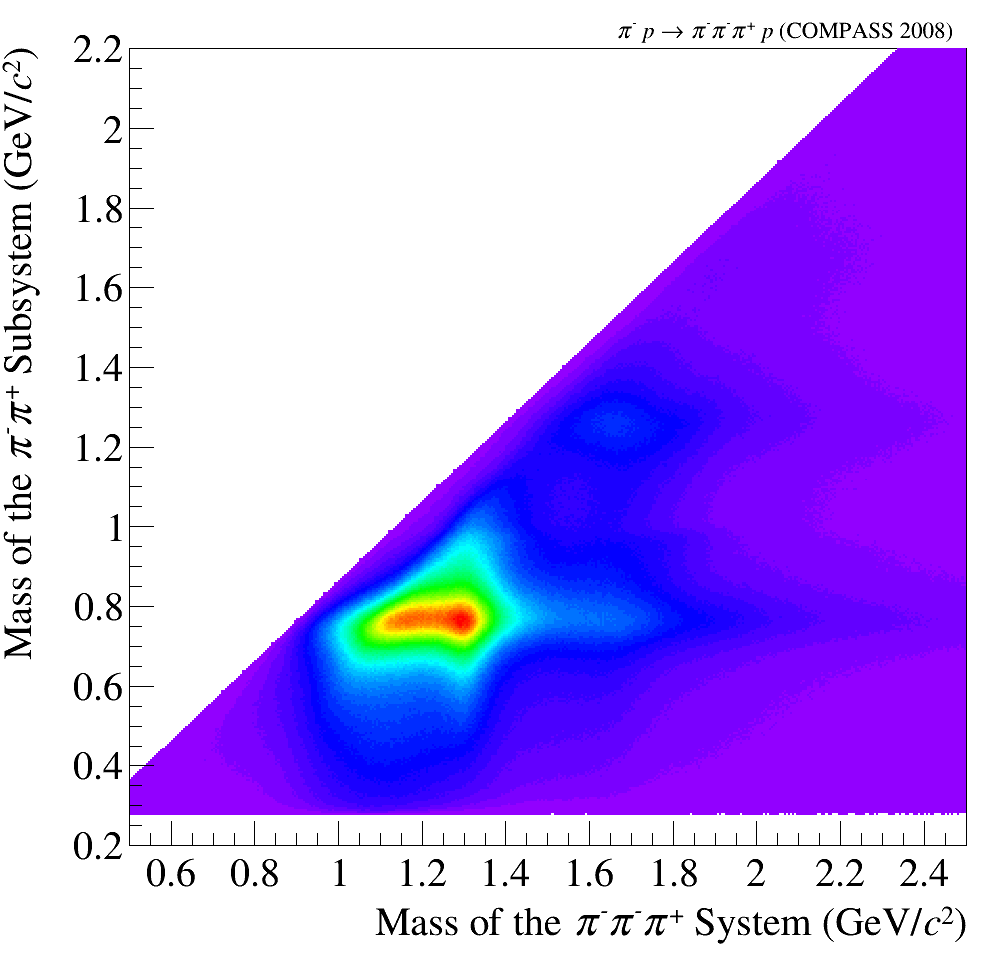 π⁻ p → π⁻π⁻π⁺ p (COMPASS 2008)
Mass of the π⁻π⁺ Subsystem (GeV/c²)
2.2
2
1.8
1.6
1.4
1.2
1
0.8
0.6
0.4
0.2
0.6 0.8 1 1.2 1.4 1.6 1.8 2 2.2 2.4
Mass of the π⁻π⁻π⁺ System (GeV/c²)